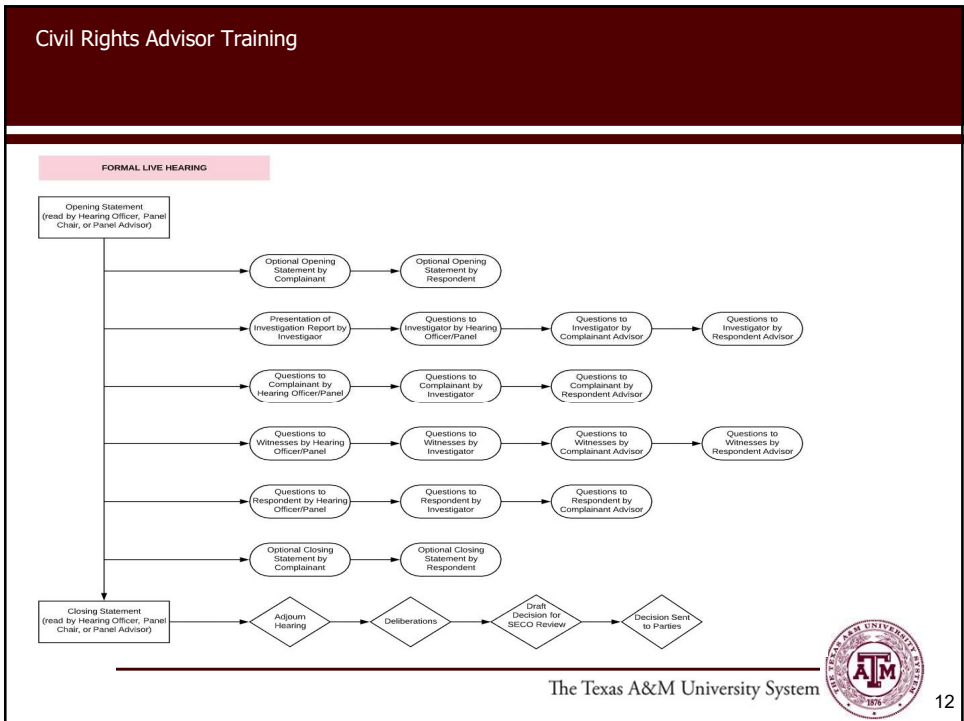 Civil Rights Advisor Training
FORMAL LIVE HEARING
Opening Statement
(read by Hearing Officer, Panel
Chair, or Panel Advisor)
Optional Opening
Statement by
Complainant
Optional Opening
Statement by
Respondent
Presentation of
Investigation Report by
Investigaor
Questions to
Investigator by Hearing
Officer/Panel
Questions to
Investigator by
Complainant Advisor
Questions to
Investigator by
Respondent Advisor
Questions to
Complainant by
Hearing Officer/Panel
Questions to
Complainant by
Investigator
Questions to
Complainant by
Respondent Advisor
Questions to
Witnesses by Hearing
Officer/Panel
Questions to
Witnesses by
Investigator
Questions to
Witnesses by
Complainant Advisor
Questions to
Witnesses by
Respondent Advisor
Questions to
Respondent by Hearing
Officer/Panel
Questions to
Respondent by
Investigator
Questions to
Respondent by
Complainant Advisor
Optional Closing
Statement by
Complainant
Optional Closing
Statement by
Respondent
Closing Statement
(read by Hearing Officer, Panel
Chair, or Panel Advisor)
Adjourn
Hearing
Deliberations
Draft
Decision for
SECO Review
Decision Sent
to Parties
The Texas A&M University System
THE TEXAS A&M UNIVERSITY SYSTEM
ATM
1876
12